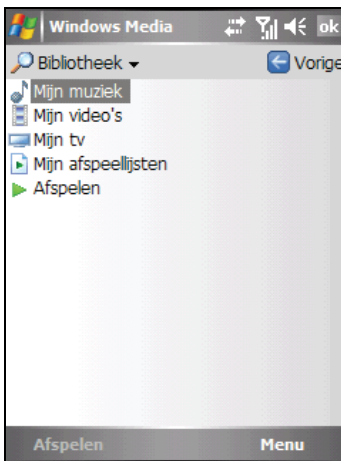 Windows Media ok
Bibliotheek Vorige
Mijn muziek
Mijn video's
Mijn tv
Mijn afspeellijsten
Afspelen
Afspelen Menu